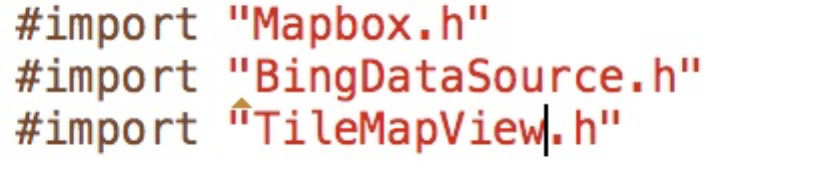 #import "Mapbox.h"
#import "BingDataSource.h"
#import "TileMapView.h"